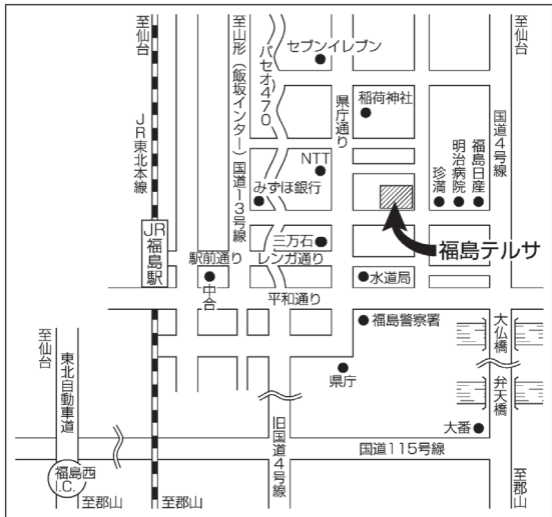 至仙台
JR東北本線
至山形(飯坂インター)国道13号線
パセオ470
セブンイレブン
県庁通り
稲荷神社
至仙台
国道4号線
NTT
みずほ銀行
福島日産
明治病院
珍満
三万石
福島テルサ
JR福島駅
駅前通り
レンガ通り
中合
水道局
平和通り
福島警察署
大仏橋
至仙台
東北自動車道
県庁
弁天橋
大番
旧国道4号線
国道115号線
福島西
I.C.
至郡山
至郡山
至郡山